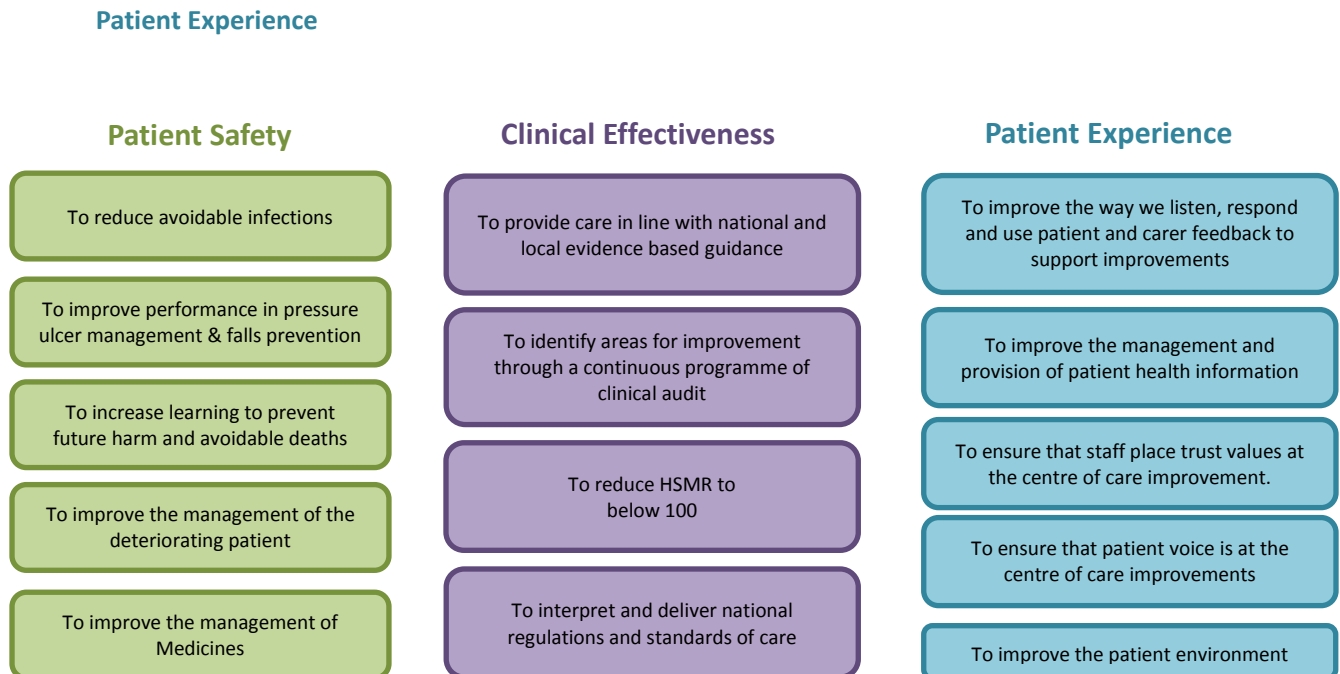 Patient Experience
Patient Safety
To reduce avoidable infections
To improve performance in pressure
ulcer management & falls prevention
To increase learning to prevent
future harm and avoidable deaths
To improve the management of the
deteriorating patient
To improve the management of
Medicines
Clinical Effectiveness
To provide care in line with national and
local evidence based guidance
To identify areas for improvement
through a continuous programme of
clinical audit
To reduce HSMR to
below 100
To interpret and deliver national
regulations and standards of care
Patient Experience
To improve the way we listen, respond
and use patient and carer feedback to
support improvements
To improve the management and
provision of patient health information
To ensure that staff place trust values at
the centre of care improvement.
To ensure that patient voice is at the
centre of care improvements
To improve the patient environment